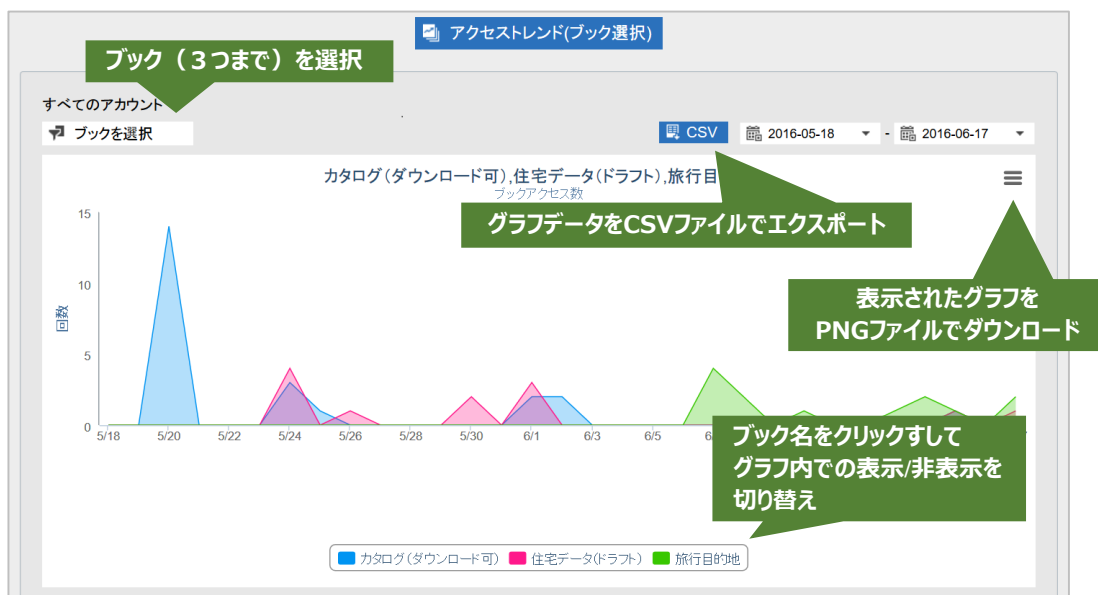 アクセストレンド(ブック選択)
ブック（３つまで）を選択
すべてのアカウント
ブックを選択
CSV
2016-05-18
-
2016-06-17
カタログ(ダウンロード可),住宅データ(ドラフト),旅行目
ブックアクセス数
グラフデータをCSVファイルでエクスポート
表示されたグラフを
PNGファイルでダウンロード
回数
15
10
5
0
5/18
5/20
5/22
5/24
5/26
5/28
5/30
6/1
6/3
6/5
ブック名をクリックすして
グラフ内での表示/非表示を
切り替え
カタログ(ダウンロード可)
住宅データ(ドラフト)
旅行目的地